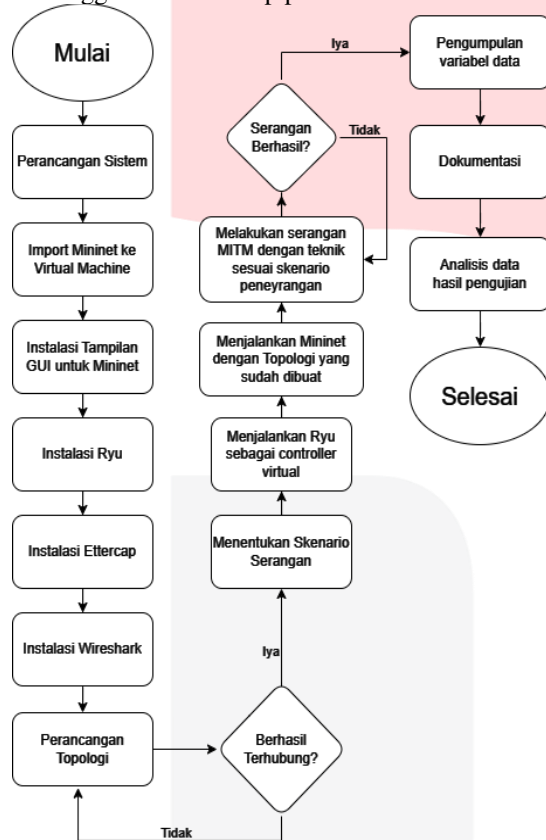 Mulai
Perancangan Sistem
Import Mininet ke
Virtual Machine
Instalasi Tampilan
GUI untuk Mininet
Instalasi Ryu
Instalasi Ettercap
Instalasi Wireshark
Perancangan
Topologi
Tidak
Berhasil
Terhubung?
Iya
Menentukan Skenario
Serangan
Menjalankan Ryu
sebagai controller
virtual
Menjalankan Mininet
dengan Topologi yang
sudah dibuat
Melakukan serangan
MITM dengan teknik
sesuai skenario
peneyrangan
Serangan
Berhasil?
Tidak
Iya
Pengumpulan
variabel data
Dokumentasi
Analisis data
hasil pengujian
Selesai